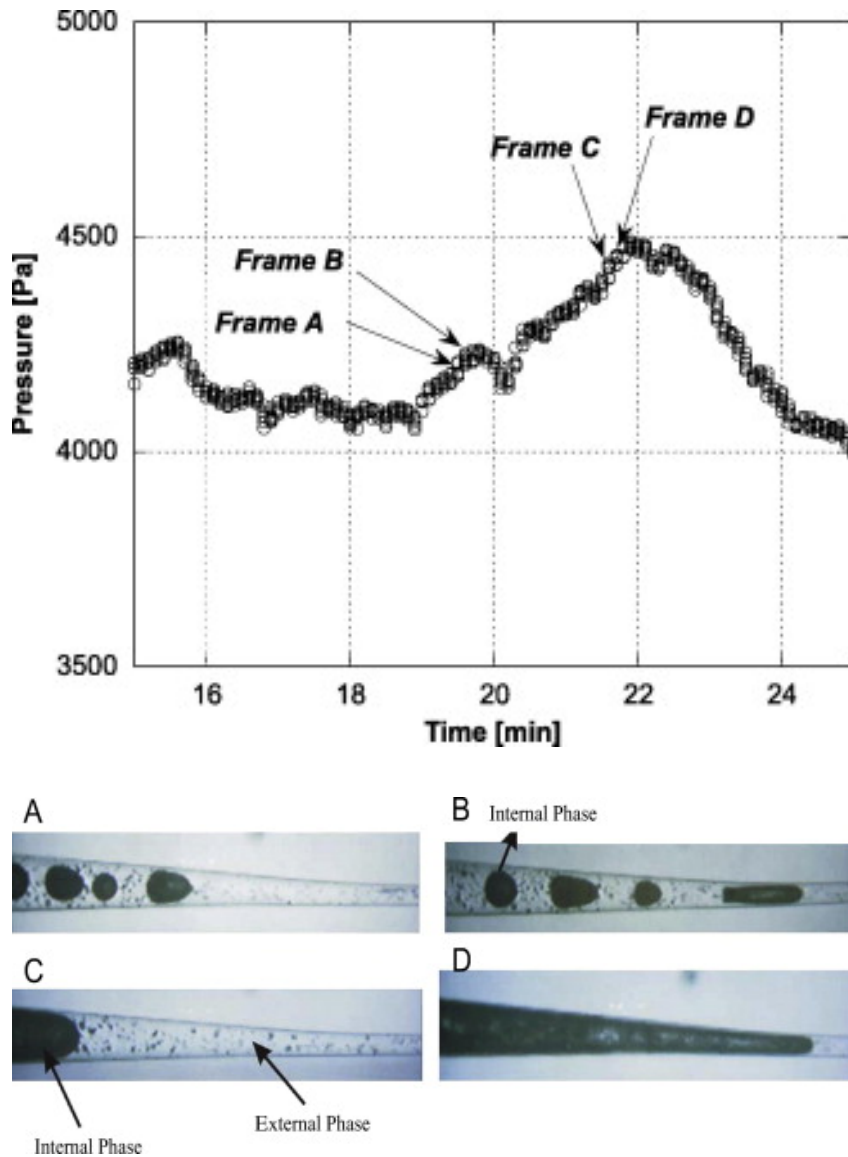 5000
4500
4000
3500
Pressure [Pa]
Frame D
Frame C
Frame B
Frame A
16 18 20 22 24
Time [min]
A
B
Internal Phase
C
D
External Phase
Internal Phase